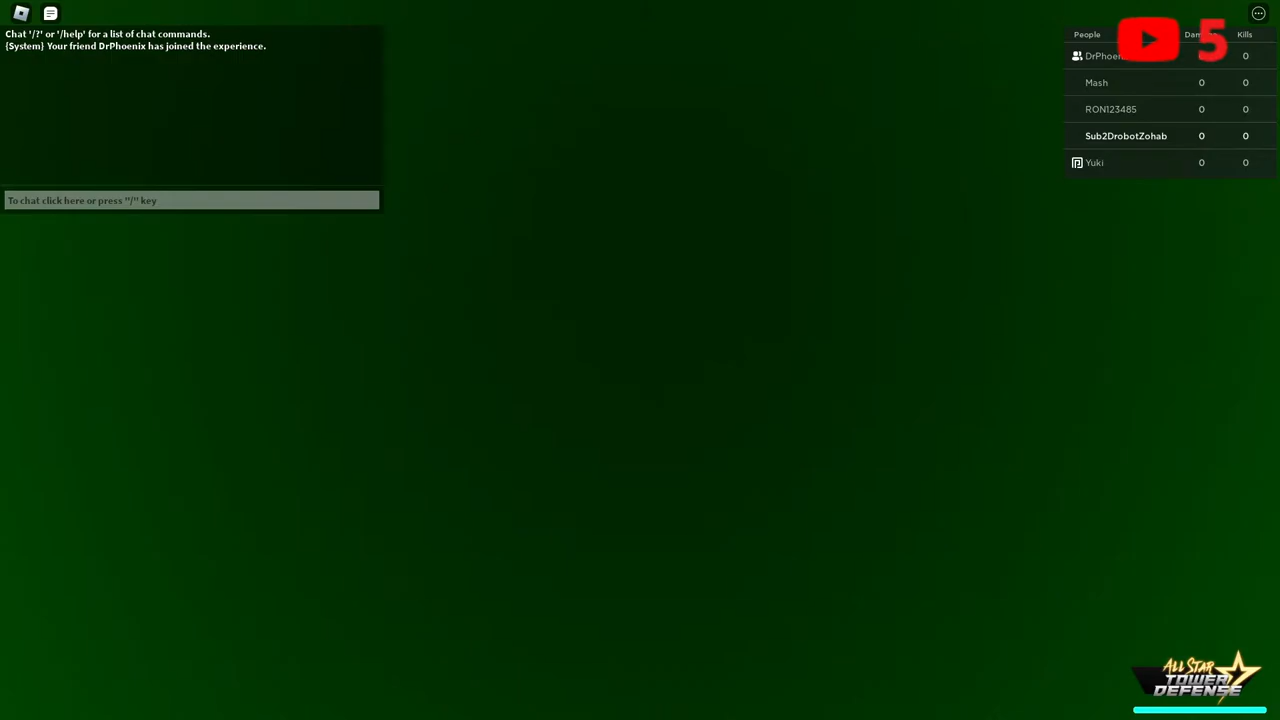 Chat '/?' or '/help' for a list of chat commands.
{System} Your friend DrPhoenix has joined the experience.
To chat click here or press "/" key
People Kills
5
0
Mash 0 0
RON123485 0 0
Sub2DrobotZohab 0 0
Yuki 0 0
ALL STAR
TOWER
DEFENSE